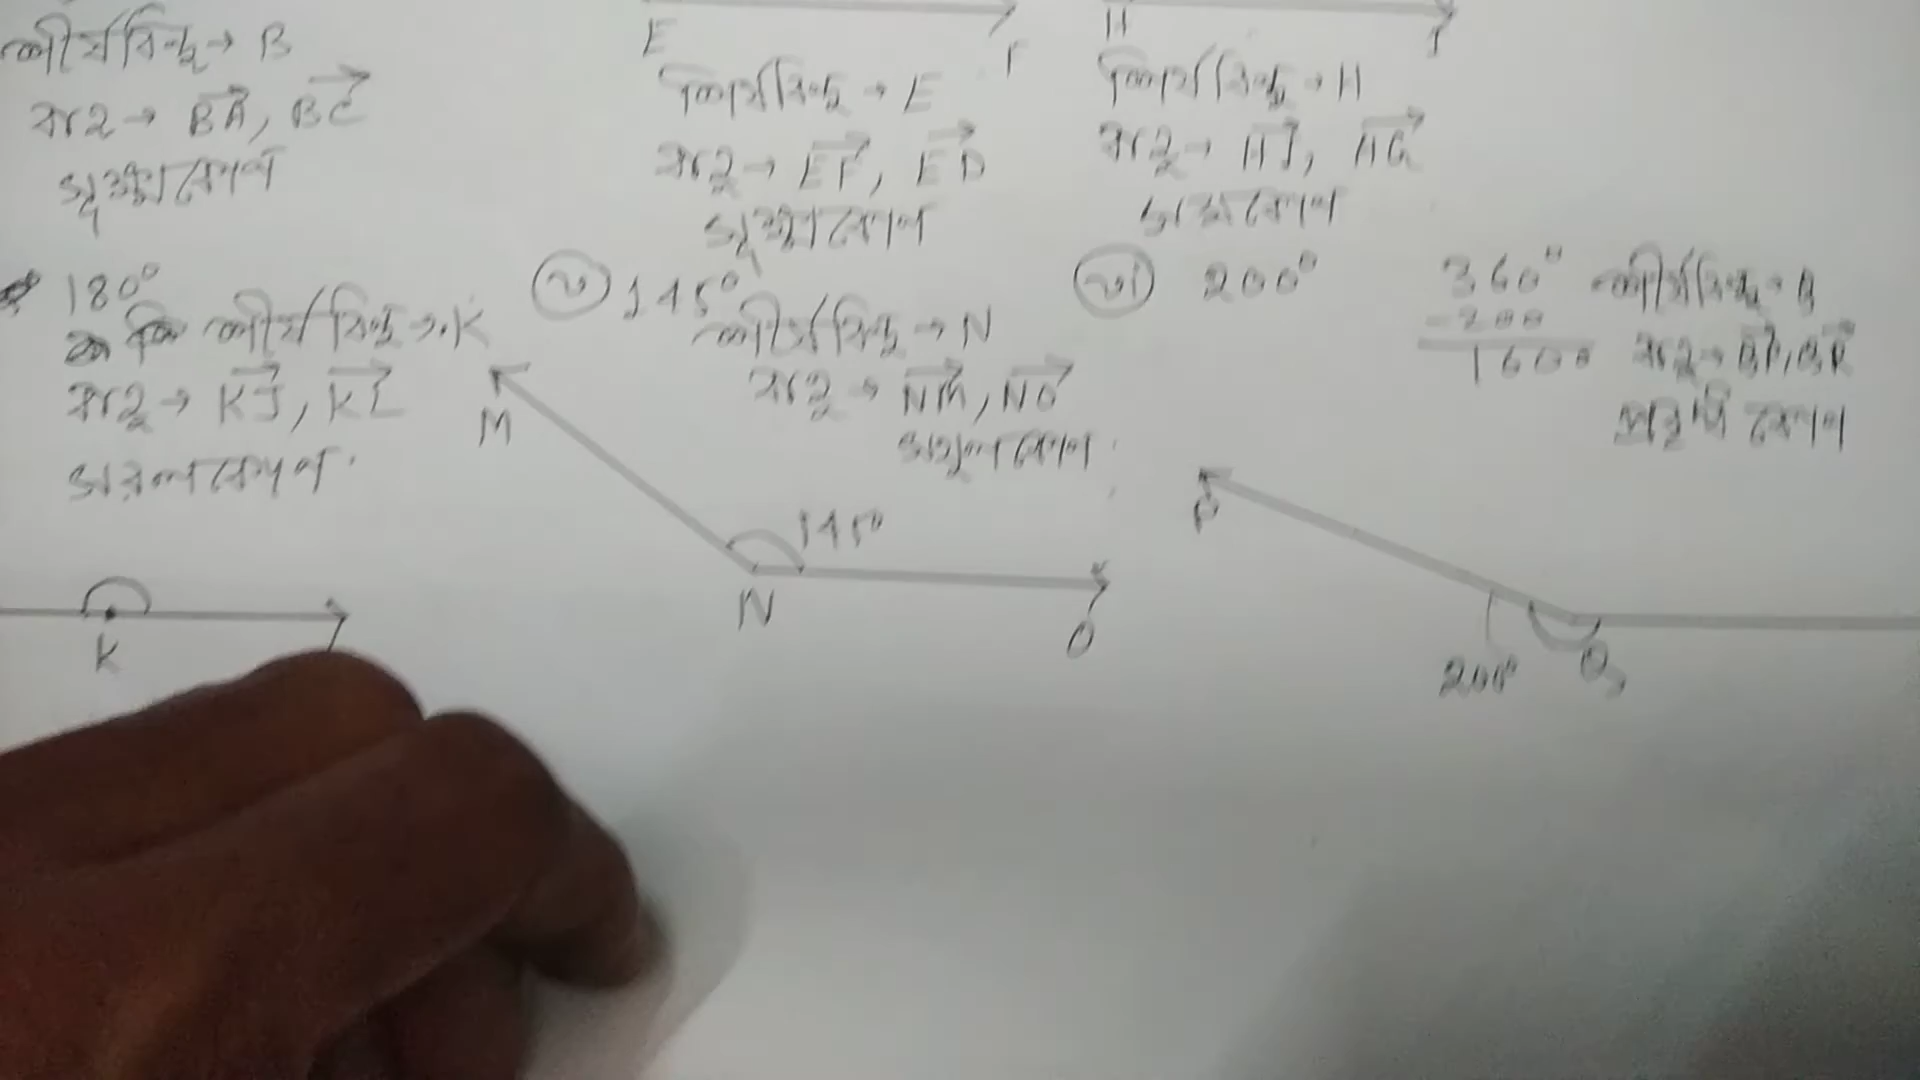 শীর্ষবিন্দু → B
বাহু → BA, BC
সূক্ষ্মকোণ
E
F
শির্ষবিন্দু → E
বাহু → EF, ED
সূক্ষ্মকোণ
H
I
শির্ষবিন্দু → H
বাহু → HI, HG
180°
শীর্ষবিন্দু → K
বাহু → KJ, KL
সরলকোণ
K
v 145°
শীর্ষবিন্দু → N
বাহু → NM, NO
স্থূলকোণ
M
145°
N
O
vi 200°
360°
-200
160°
শীর্ষবিন্দু → Q
বাহু → QP, QR
প্রবৃদ্ধ কোণ
P
200°
Q